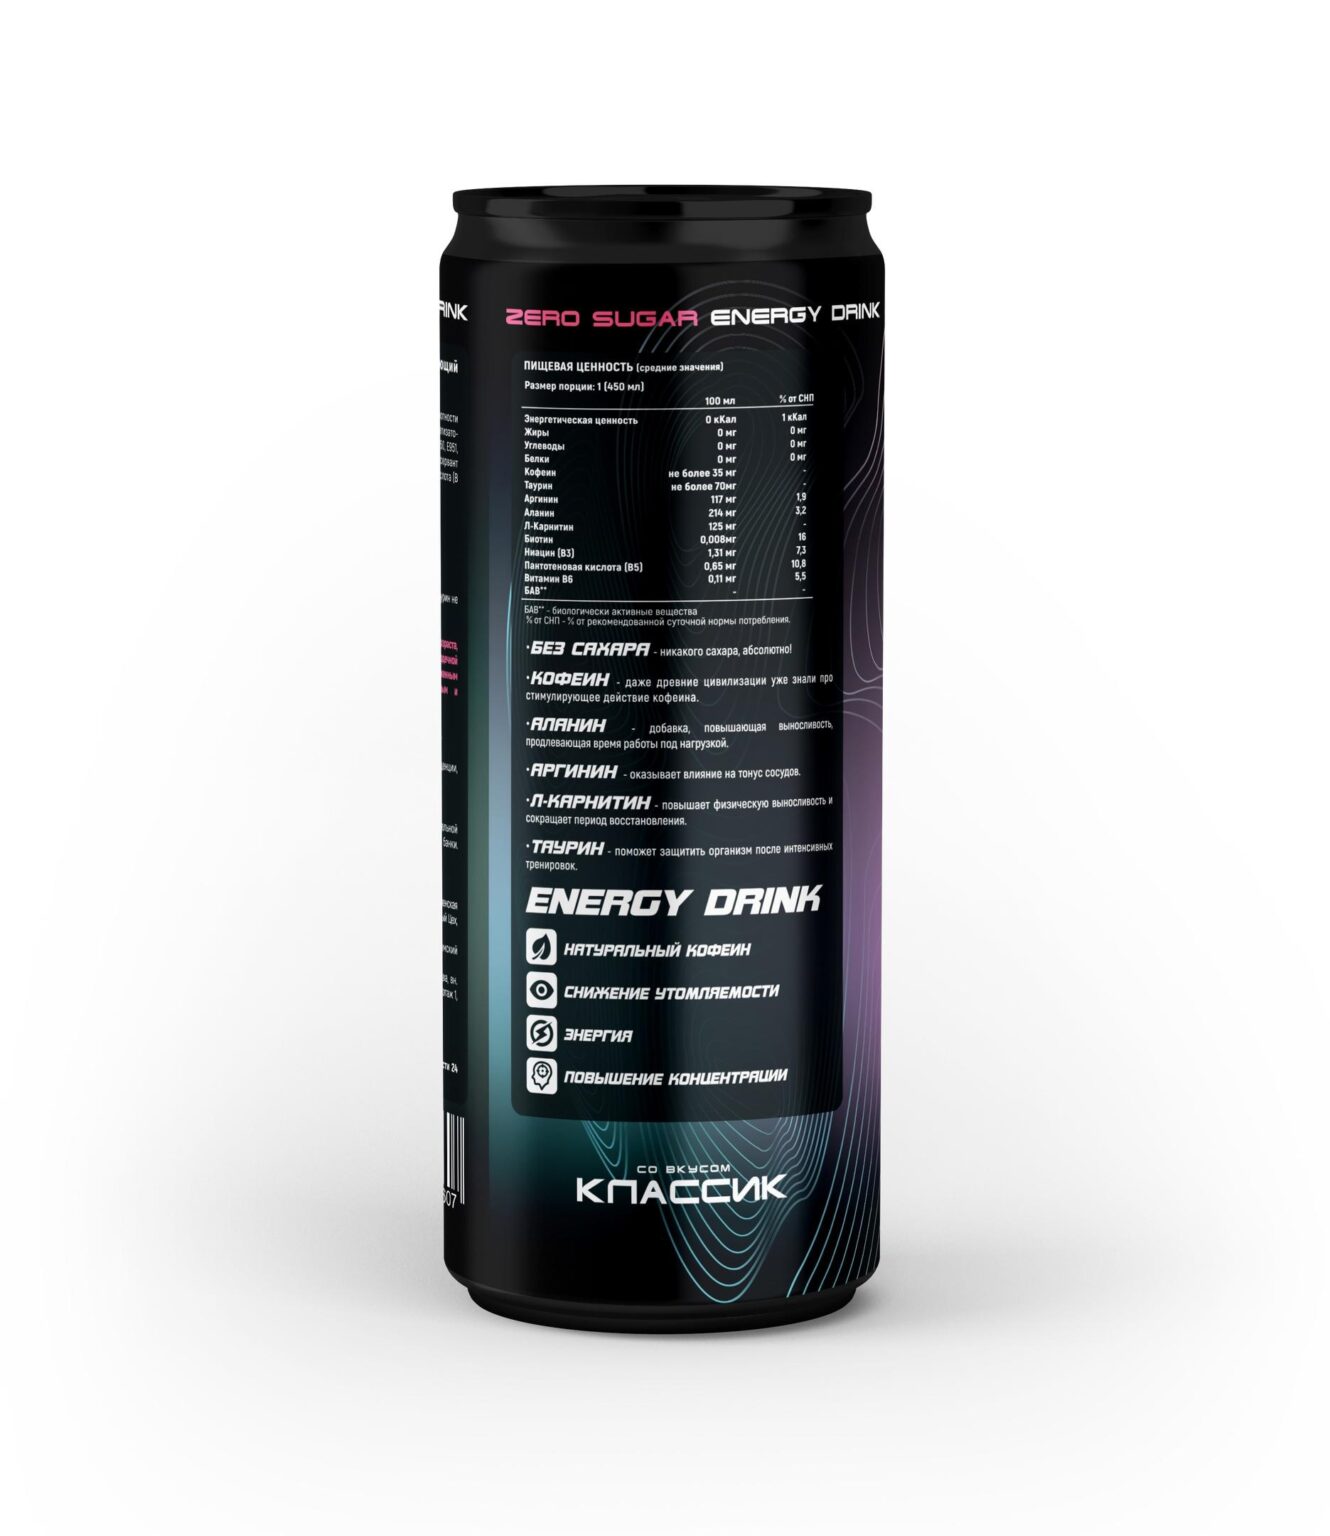 ZERO SUGAR ENERGY DRINK
ПИЩЕВАЯ ЦЕННОСТЬ (средние значения)
Размер порции: 1 (450 мл)
100 мл % от СНП
Энергетическая ценность 0 кКал 1 кКал
Жиры 0 мг 0 мг
Углеводы 0 мг 0 мг
Белки 0 мг 0 мг
Кофеин не более 35 мг -
Таурин не более 70мг -
Аргинин 117 мг 1,9
Аланин 214 мг 3,2
Л-Карнитин 125 мг -
Биотин 0,008мг 16
Ниацин (В3) 1,31 мг 7,3
Пантотеновая кислота (В5) 0,65 мг 10,8
Витамин В6 0,11 мг 5,5
БАВ** - -
БАВ** - биологически активные вещества
% от СНП - % от рекомендованной суточной нормы потребления.
·БЕЗ САХАРА - никакого сахара, абсолютно!
·КОФЕИН - даже древние цивилизации уже знали про
стимулирующее действие кофеина.
·АЛАНИН - добавка, повышающая выносливость,
продлевающая время работы под нагрузкой.
·АРГИНИН - оказывает влияние на тонус сосудов.
·Л-КАРНИТИН - повышает физическую выносливость и
сокращает период восстановления.
·ТАУРИН - поможет защитить организм после интенсивных
тренировок.
ENERGY DRINK
НАТУРАЛЬНЫЙ КОФЕИН
СНИЖЕНИЕ УТОМЛЯЕМОСТИ
ЭНЕРГИЯ
ПОВЫШЕНИЕ КОНЦЕНТРАЦИИ
СО ВКУСОМ
КЛАССИК